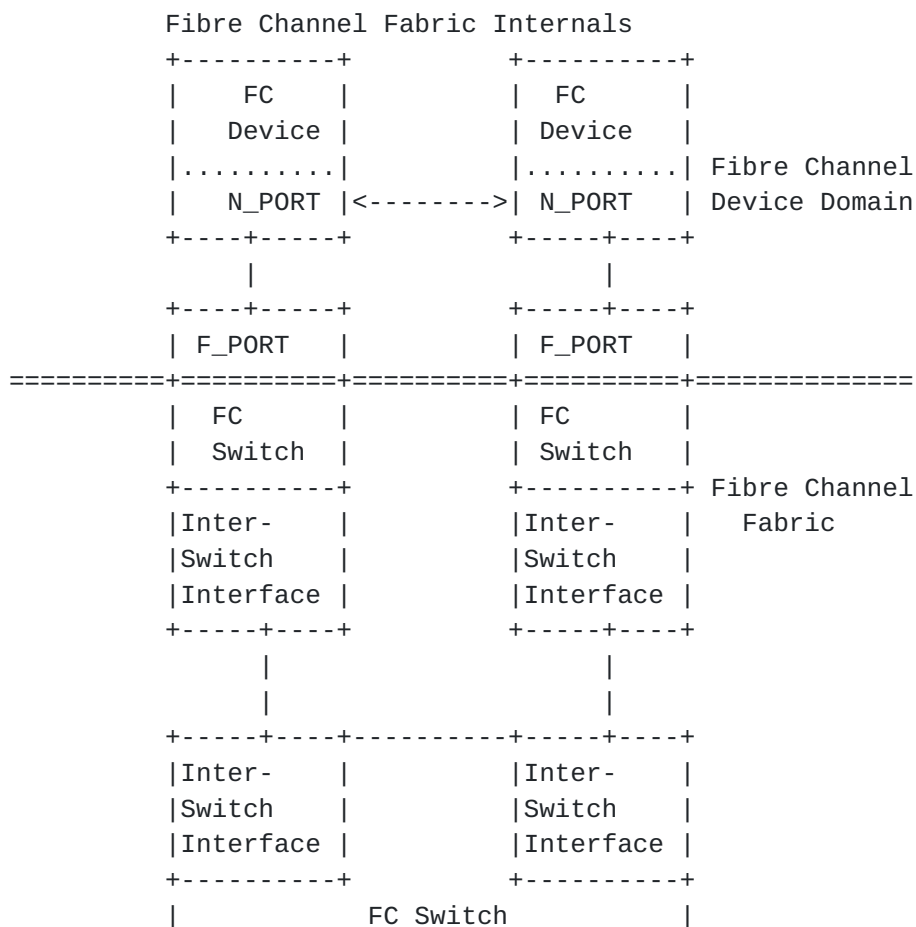 Fibre Channel Fabric Internals
+----------+          +----------+
|    FC    |          |  FC      |
|   Device |          | Device   |
|..........|          |..........| Fibre Channel
|   N_PORT |<-------->| N_PORT   | Device Domain
+----+-----+          +-----+----+
     |                      |
+----+-----+          +-----+----+
| F_PORT   |          | F_PORT   |
==========+==========+==========+==========+==============
|  FC      |          | FC       |
|  Switch  |          | Switch   |
+----------+          +----------+ Fibre Channel
|Inter-    |          |Inter-    |   Fabric
|Switch    |          |Switch    |
|Interface |          |Interface |
+-----+----+          +-----+----+
      |                     |
      |                     |
+-----+----+----------+-----+----+
|Inter-    |          |Inter-    |
|Switch    |          |Switch    |
|Interface |          |Interface |
+----------+          +----------+
|            FC Switch           |